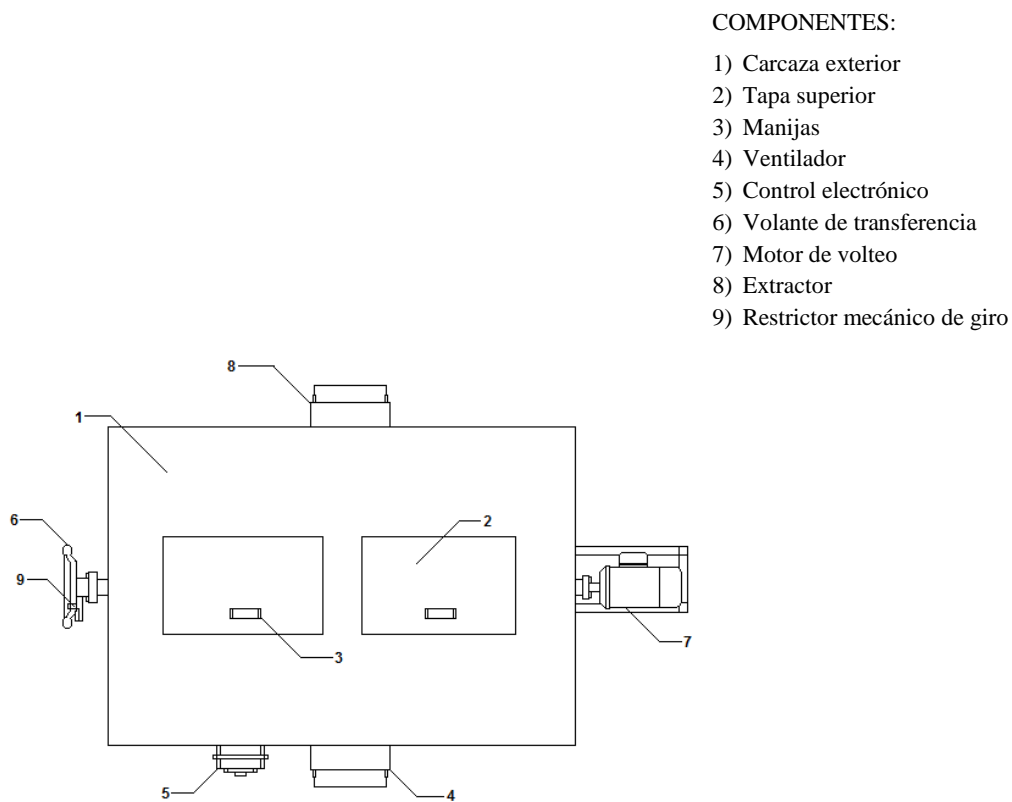 COMPONENTES:
1) Carcaza exterior
2) Tapa superior
3) Manijas
4) Ventilador
5) Control electrónico
6) Volante de transferencia
7) Motor de volteo
8) Extractor
9) Restrictor mecánico de giro
8
1
6
2
9
3
7
5
4